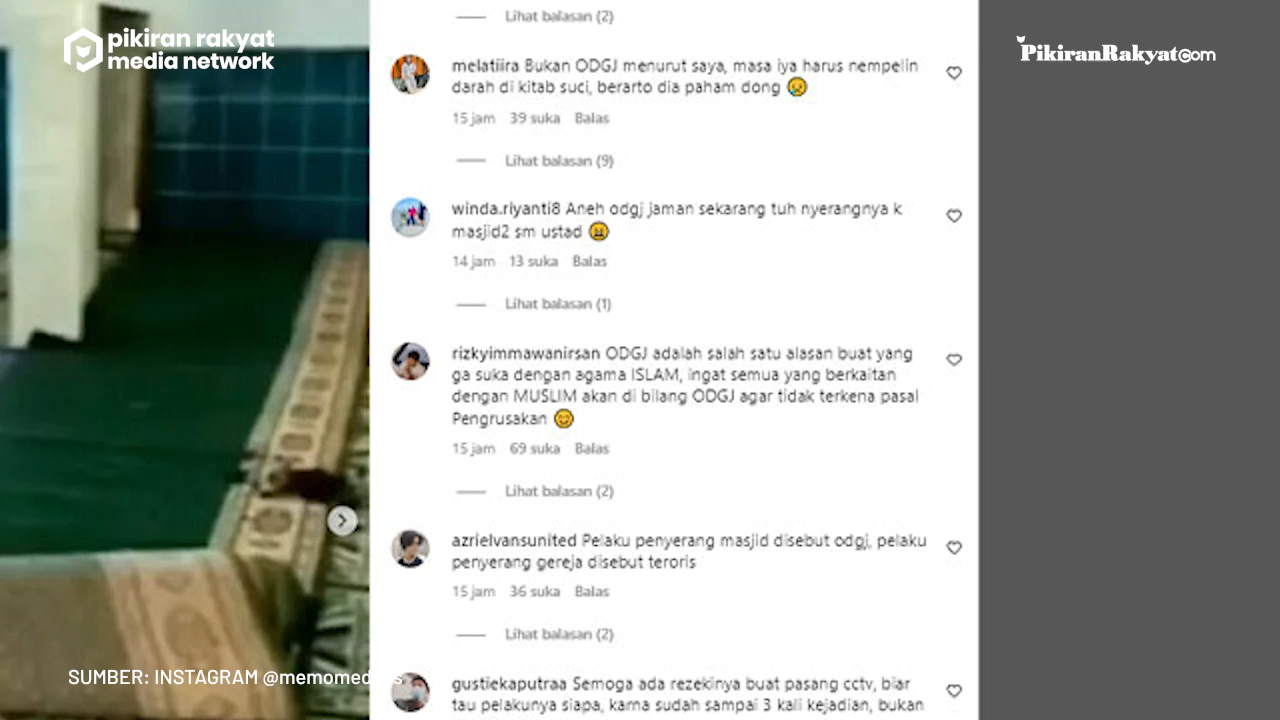 pikiran rakyat
media network
PikiranRakyat.com
Lihat balasan (2)
melatiira Bukan ODGJ menurut saya, masa iya harus nempelin
darah di kitab suci, berarto dia paham dong 😥
15 jam 39 suka Balas
Lihat balasan (9)
winda.riyanti8 Aneh odgj jaman sekarang tuh nyerangnya k
masjid2 sm ustad 😫
14 jam 13 suka Balas
Lihat balasan (1)
rizkyimmawanirsan ODGJ adalah salah satu alasan buat yang
ga suka dengan agama ISLAM, ingat semua yang berkaitan
dengan MUSLIM akan di bilang ODGJ agar tidak terkena pasal
Pengrusakan 😊
15 jam 69 suka Balas
Lihat balasan (2)
azrielvansunited Pelaku penyerang masjid disebut odgj, pelaku
penyerang gereja disebut teroris
15 jam 36 suka Balas
Lihat balasan (2)
gustiekaputraa Semoga ada rezekinya buat pasang cctv, biar
tau pelakunya siapa, karna sudah sampai 3 kali kejadian, bukan
SUMBER: INSTAGRAM